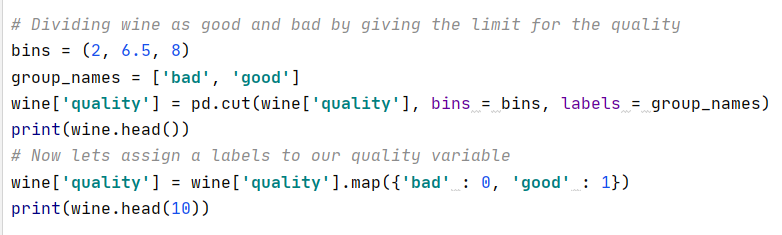 # Dividing wine as good and bad by giving the limit for the quality
bins = (2, 6.5, 8)
group_names = ['bad', 'good']
wine['quality'] = pd.cut(wine['quality'], bins = bins, labels = group_names)
print(wine.head())
# Now lets assign a labels to our quality variable
wine['quality'] = wine['quality'].map({'bad' : 0, 'good' : 1})
print(wine.head(10))